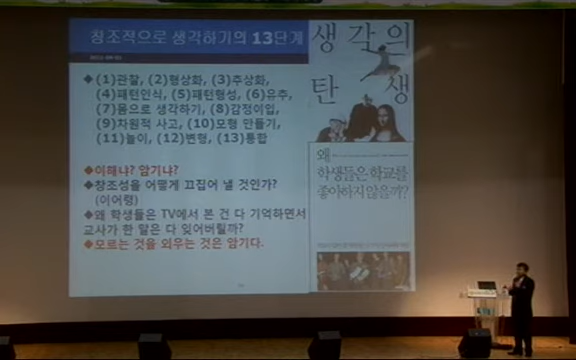 창조적으로 생각하기의 13단계
◆(1)관찰, (2)형상화, (3)추상화,
(4)패턴인식, (5)패턴형성, (6)유추,
(7)몸으로 생각하기, (8)감정이입,
(9)차원적 사고, (10)모형 만들기,
(11)놀이, (12)변형, (13)통합
◆이해냐? 암기냐?
◆창조성을 어떻게 끄집어 낼 것인가?
(이어령)
◆왜 학생들은 TV에서 본 건 다 기억하면서
교사가 한 말은 다 잊어버릴까?
◆모르는 것을 외우는 것은 암기다.
생각의
탄생
왜
학생들은 학교를
좋아하지 않을까?